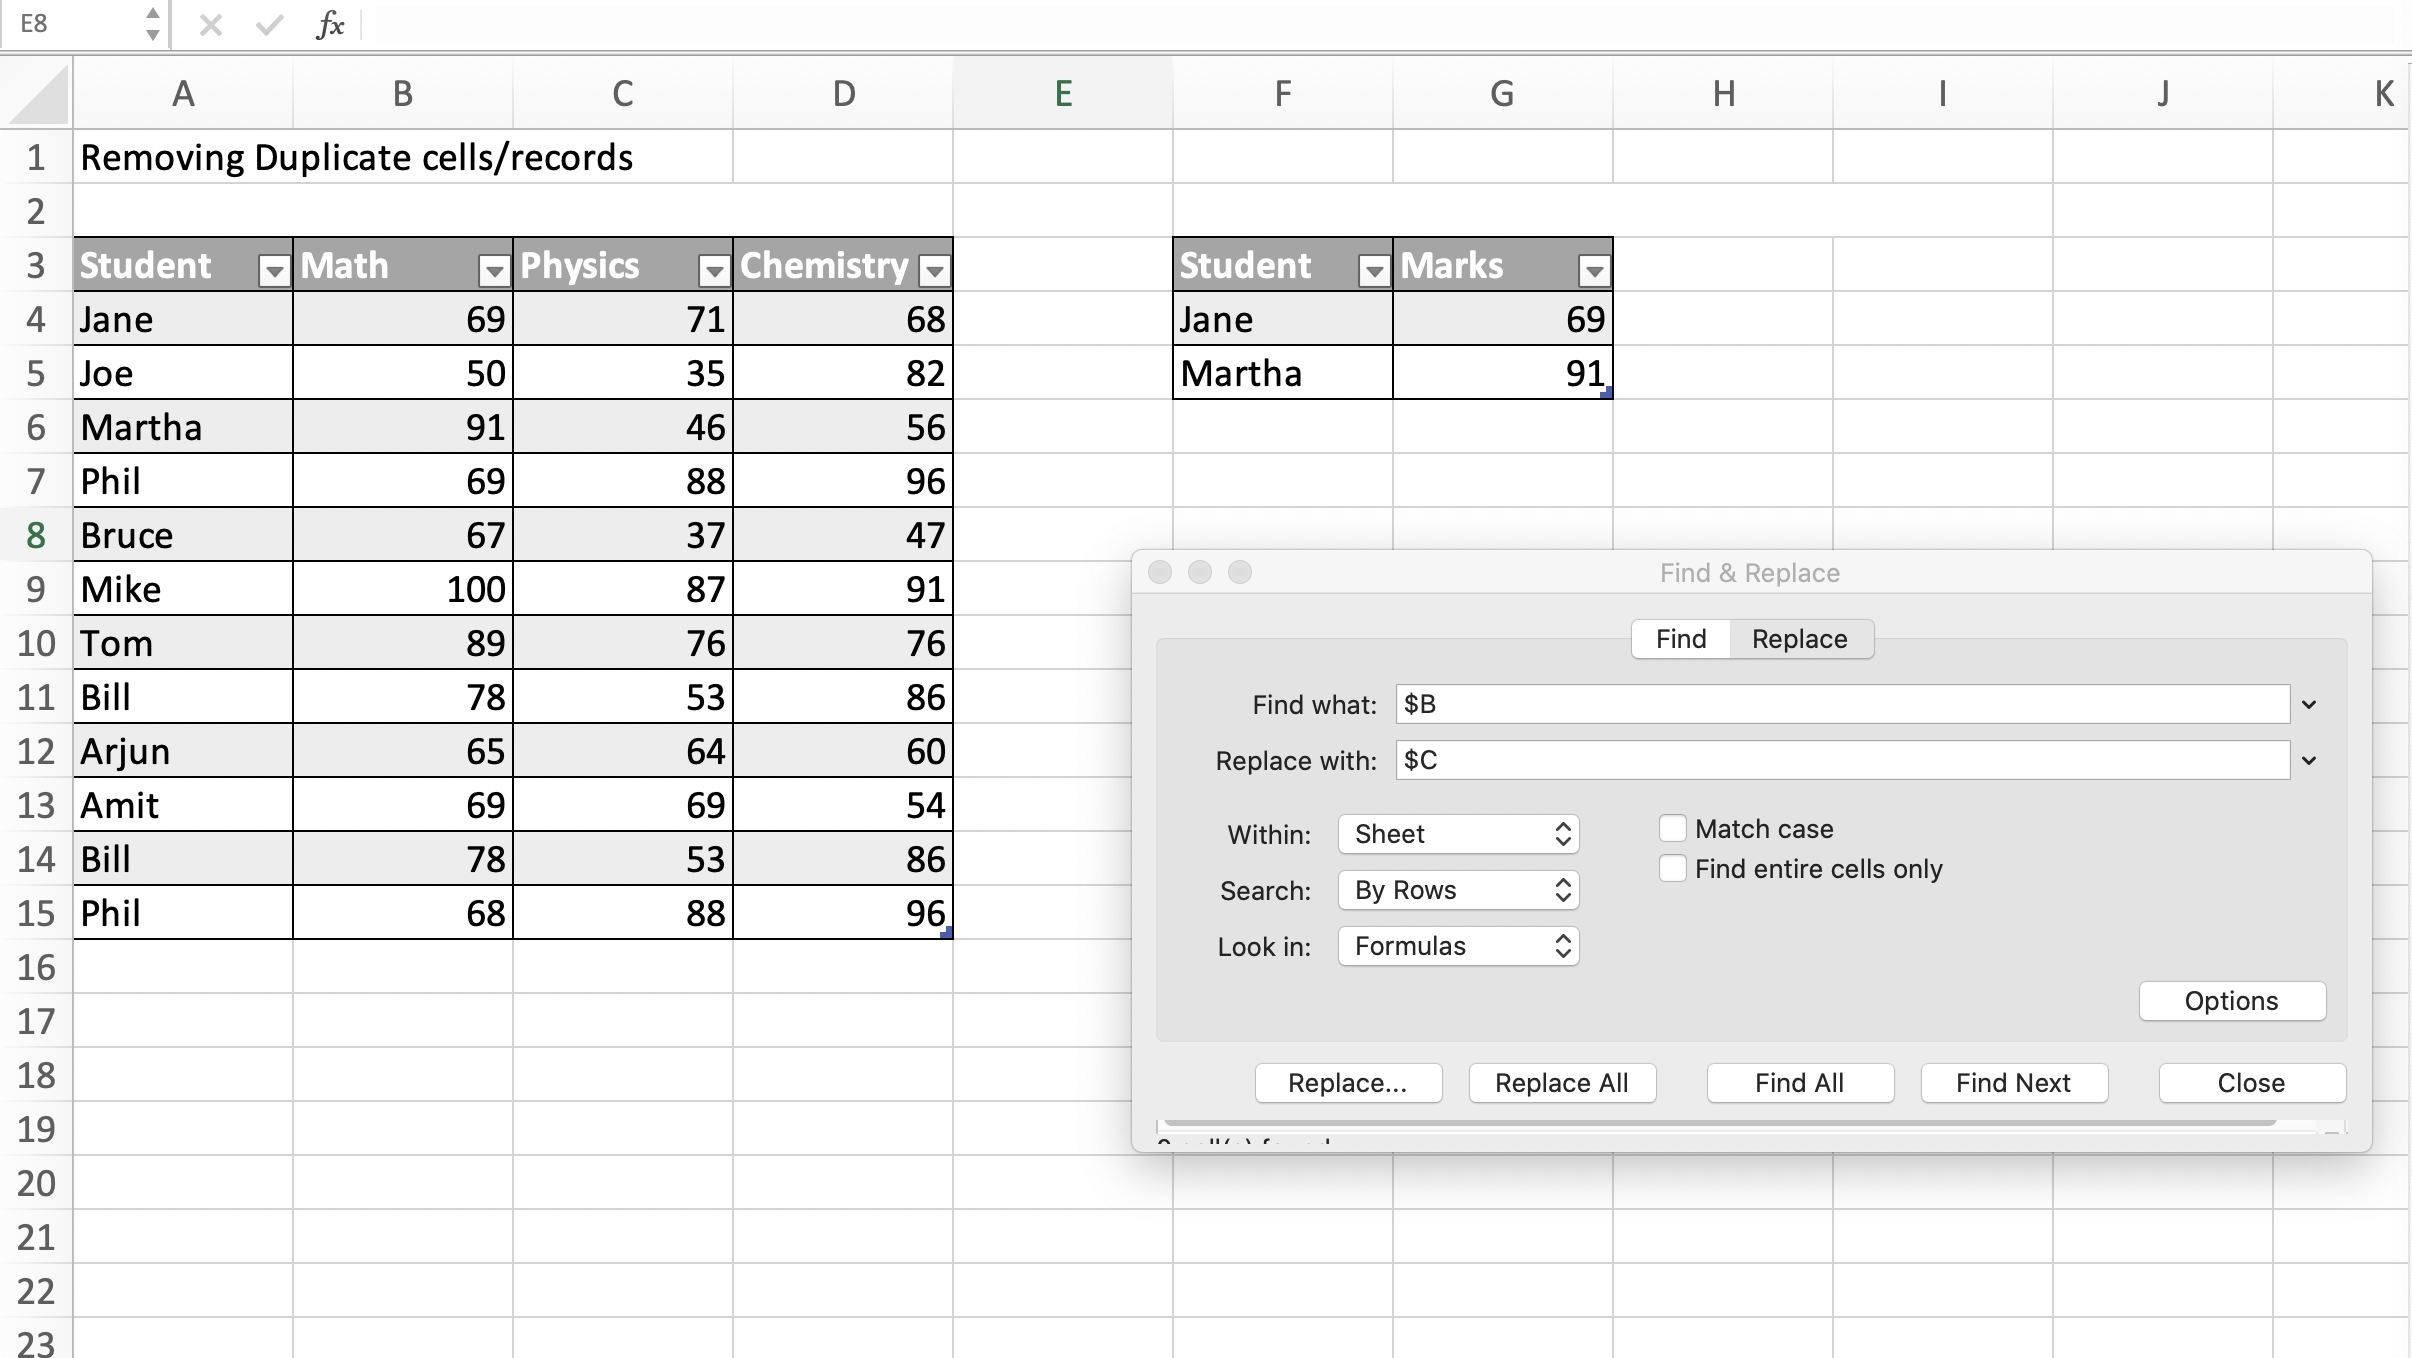 E8 fx
A B C D E F G H I J K
1 Removing Duplicate cells/records
2
3 Student Math Physics Chemistry Student Marks
4 Jane 69 71 68 Jane 69
5 Joe 50 35 82 Martha 91
6 Martha 91 46 56
7 Phil 69 88 96
8 Bruce 67 37 47
9 Mike 100 87 91
10 Tom 89 76 76
11 Bill 78 53 86
12 Arjun 65 64 60
13 Amit 69 69 54
14 Bill 78 53 86
15 Phil 68 88 96
16
17
18
19
20
21
22
23
Find & Replace
Find Replace
Find what: $B
Replace with: $C
Within: Sheet Match case
Find entire cells only
Search: By Rows
Look in: Formulas
Options
Replace... Replace All Find All Find Next Close